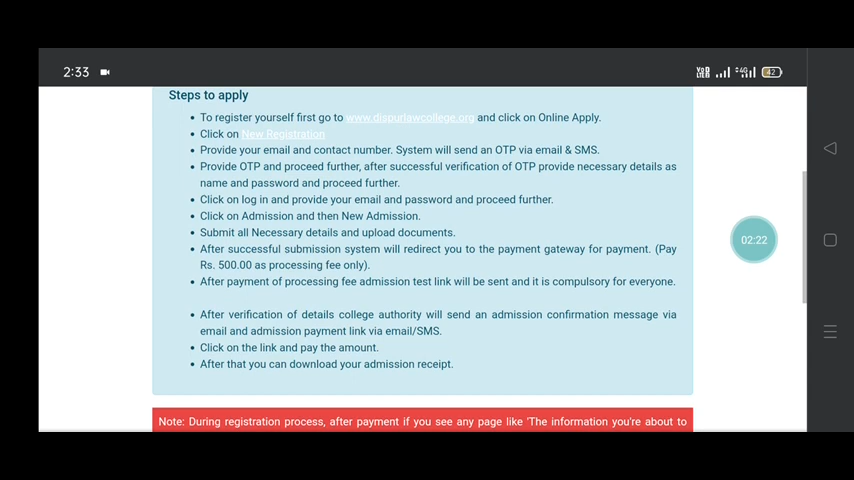 2:33
VoD LTE 4G 42
Steps to apply
• To register yourself first go to www.dispurlawcollege.org and click on Online Apply.
• Click on New Registration
• Provide your email and contact number. System will send an OTP via email & SMS.
• Provide OTP and proceed further, after successful verification of OTP provide necessary details as
name and password and proceed further.
• Click on log in and provide your email and password and proceed further.
• Click on Admission and then New Admission.
• Submit all Necessary details and upload documents.
• After successful submission system will redirect you to the payment gateway for payment. (Pay
Rs. 500.00 as processing fee only).
• After payment of processing fee admission test link will be sent and it is compulsory for everyone.
• After verification of details college authority will send an admission confirmation message via
email and admission payment link via email/SMS.
• Click on the link and pay the amount.
• After that you can download your admission receipt.
02:22
Note: During registration process, after payment if you see any page like 'The information you're about to